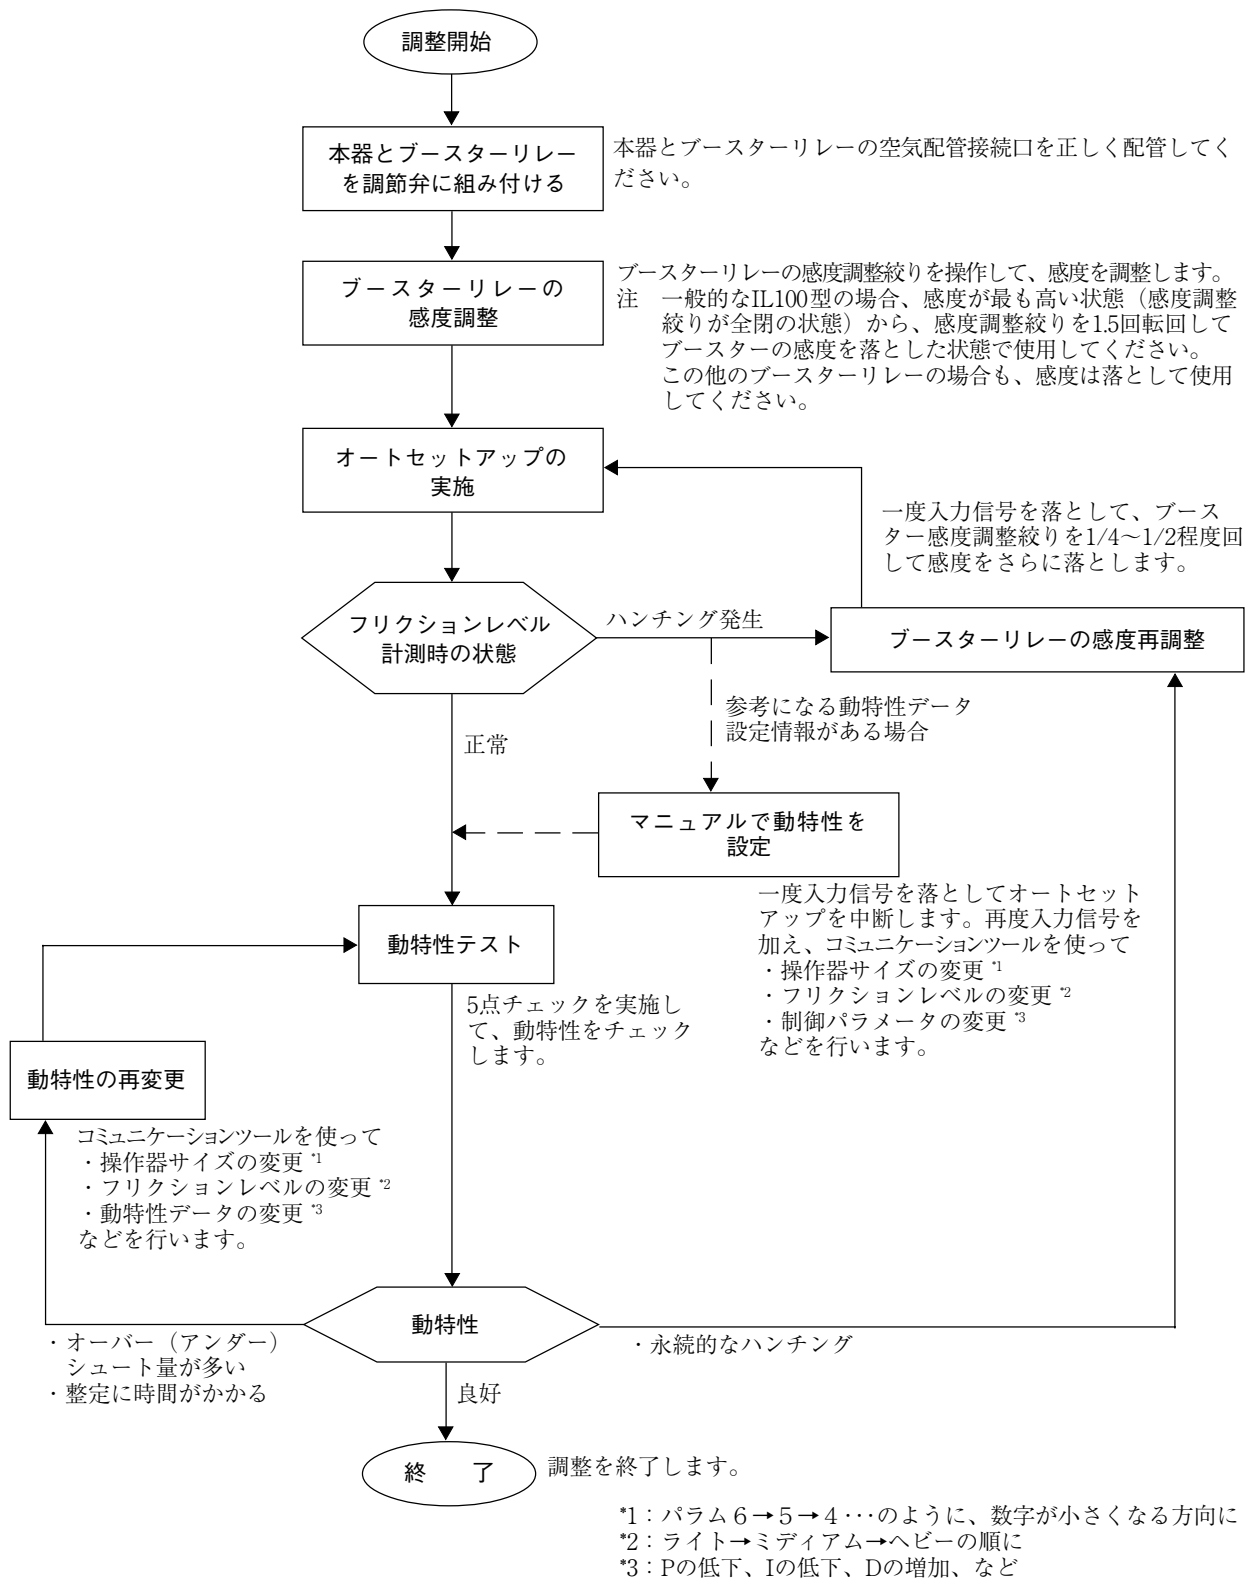 調整開始
本器とブースターリレー
を調節弁に組み付ける
本器とブースターリレーの空気配管接続口を正しく配管してく
ださい。
ブースターリレーの
感度調整
ブースターリレーの感度調整絞りを操作して、感度を調整します。
注　一般的なIL100型の場合、感度が最も高い状態（感度調整
絞りが全閉の状態）から、感度調整絞りを1.5回転回して
ブースターの感度を落とした状態で使用してください。
この他のブースターリレーの場合も、感度は落として使用
してください。
オートセットアップの
実施
一度入力信号を落として、ブース
ター感度調整絞りを1/4～1/2程度回
して感度をさらに落とします。
フリクションレベル
計測時の状態
ハンチング発生
ブースターリレーの感度再調整
参考になる動特性データ
設定情報がある場合
正常
マニュアルで動特性を
設定
一度入力信号を落としてオートセット
アップを中断します。再度入力信号を
加え、コミュニケーションツールを使って
・操作器サイズの変更 *1
・フリクションレベルの変更 *2
・制御パラメータの変更 *3
などを行います。
動特性テスト
5点チェックを実施し
て、動特性をチェック
します。
動特性の再変更
コミュニケーションツールを使って
・操作器サイズの変更 *1
・フリクションレベルの変更 *2
・動特性データの変更 *3
などを行います。
動特性
・オーバー（アンダー）
シュート量が多い
・整定に時間がかかる
・永続的なハンチング
良好
終　了
調整を終了します。
*1：パラム６→５→４･･･のように、数字が小さくなる方向に
*2：ライト→ミディアム→ヘビーの順に
*3：Pの低下、Iの低下、Dの増加、など